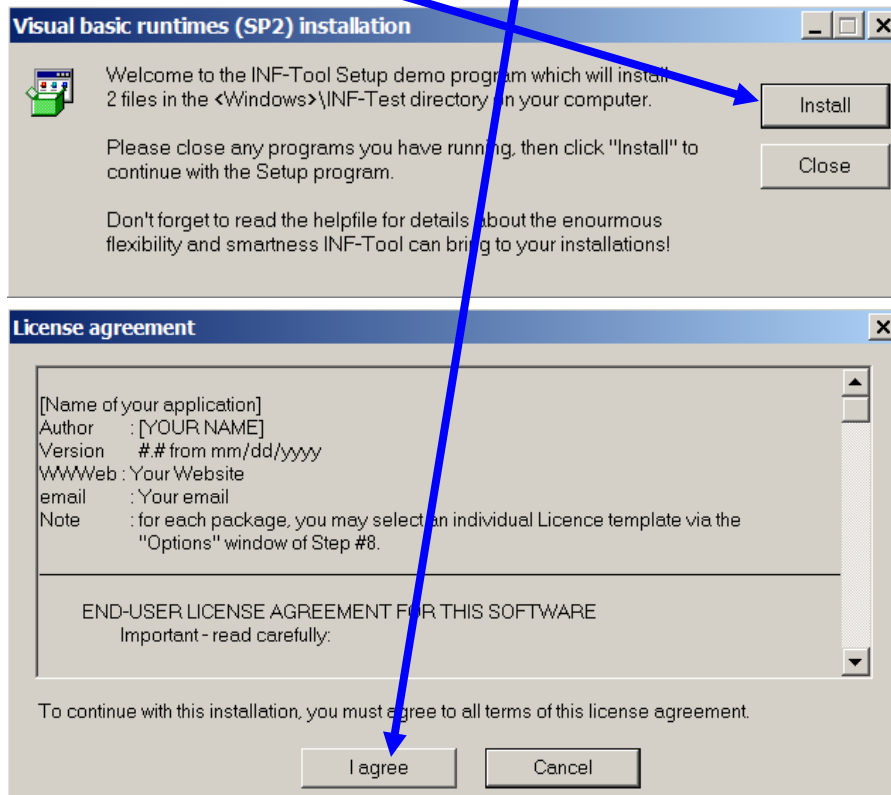 Visual basic runtimes (SP2) installation
Welcome to the INF-Tool Setup demo program which will install
2 files in the <Windows>\INF-Test directory on your computer.
Install
Please close any programs you have running, then click "Install" to
continue with the Setup program.
Close
Don't forget to read the helpfile for details about the enourmous
flexibility and smartness INF-Tool can bring to your installations!
License agreement
[Name of your application]
Author : [YOUR NAME]
Version #.# from mm/dd/yyyy
WWWeb : Your Website
email : Your email
Note : for each package, you may select an individual Licence template via the
"Options" window of Step #8.
END-USER LICENSE AGREEMENT FOR THIS SOFTWARE
Important - read carefully:
To continue with this installation, you must agree to all terms of this license agreement.
I agree Cancel